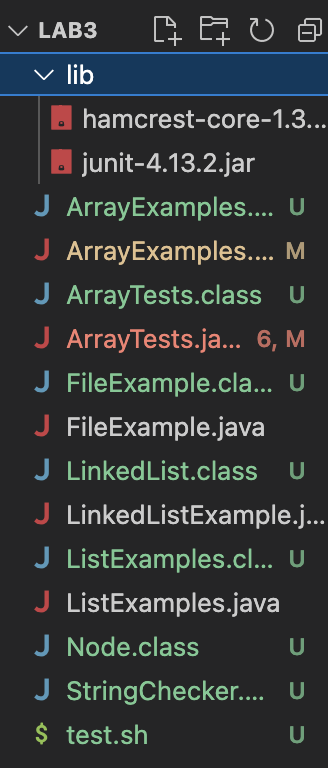 LAB3
lib
hamcrest-core-1.3...
junit-4.13.2.jar
ArrayExamples.... U
ArrayExamples.... M
ArrayTests.class U
ArrayTests.ja... 6, M
FileExample.cla... U
FileExample.java
LinkedList.class U
LinkedListExample.j...
ListExamples.cl... U
ListExamples.java
Node.class U
StringChecker.... U
$ test.sh U